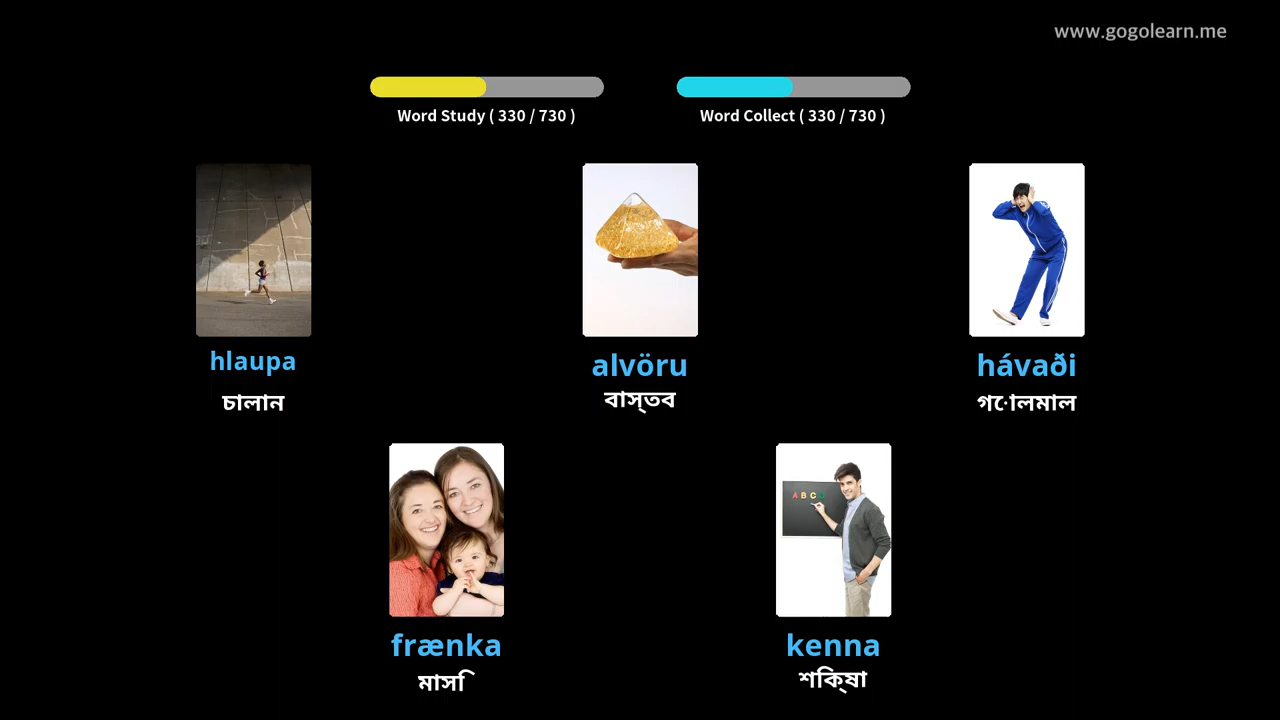 www.gogolearn.me
Word Study ( 330 / 730 )
Word Collect ( 330 / 730 )
hlaupa
alvöru
hávaði
চালান
বাস্তব
গোলমাল
frænka
kenna
মাসি
শিক্ষা